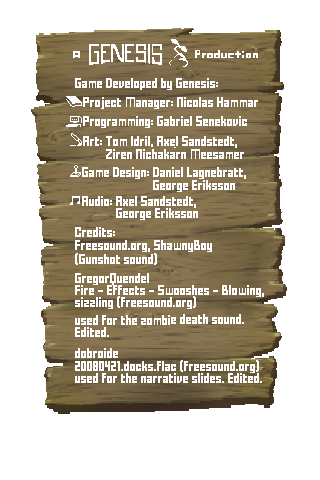 A GENESIS Production
Game Developed by Genesis:
Project Manager: Nicolas Hammar
Programming: Gabriel Senekovic
Art: Tom Idril, Axel Sandstedt,
Ziren Nichakarn Meesamer
Game Design: Daniel Lagnebratt,
George Eriksson
Audio: Axel Sandstedt,
George Eriksson
Credits:
Freesound.org, ShawnyBoy
(Gunshot sound)
GregorQuendel
Fire - Effects - Swooshes - Blowing,
sizzling (freesound.org)
used for the zombie death sound.
Edited.
dobroide
20080421.docks.flac (freesound.org)
used for the narrative slides. Edited.